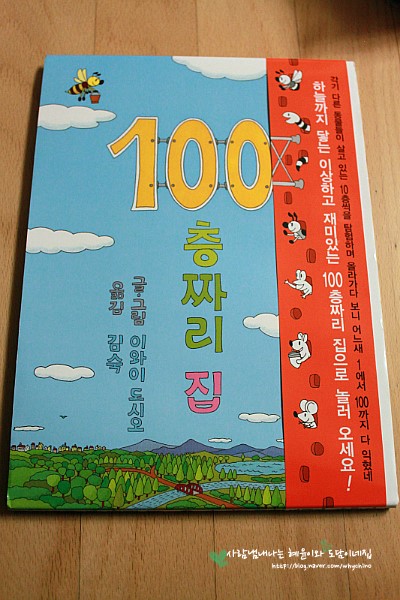 100
층짜리 집
글·그림 이와이 도시오
옮김 김숙
각기 다른 동물들이 살고 있는 10층씩을 탐험하며 올라가다 보니 어느새 1에서 100까지 다 익혔네
하늘까지 닿는 이상하고 재미있는 100층짜리 집으로 놀러 오세요!
사람냄새나는 혜윤이와 도담이네집
http://blog.naver.com/whychino